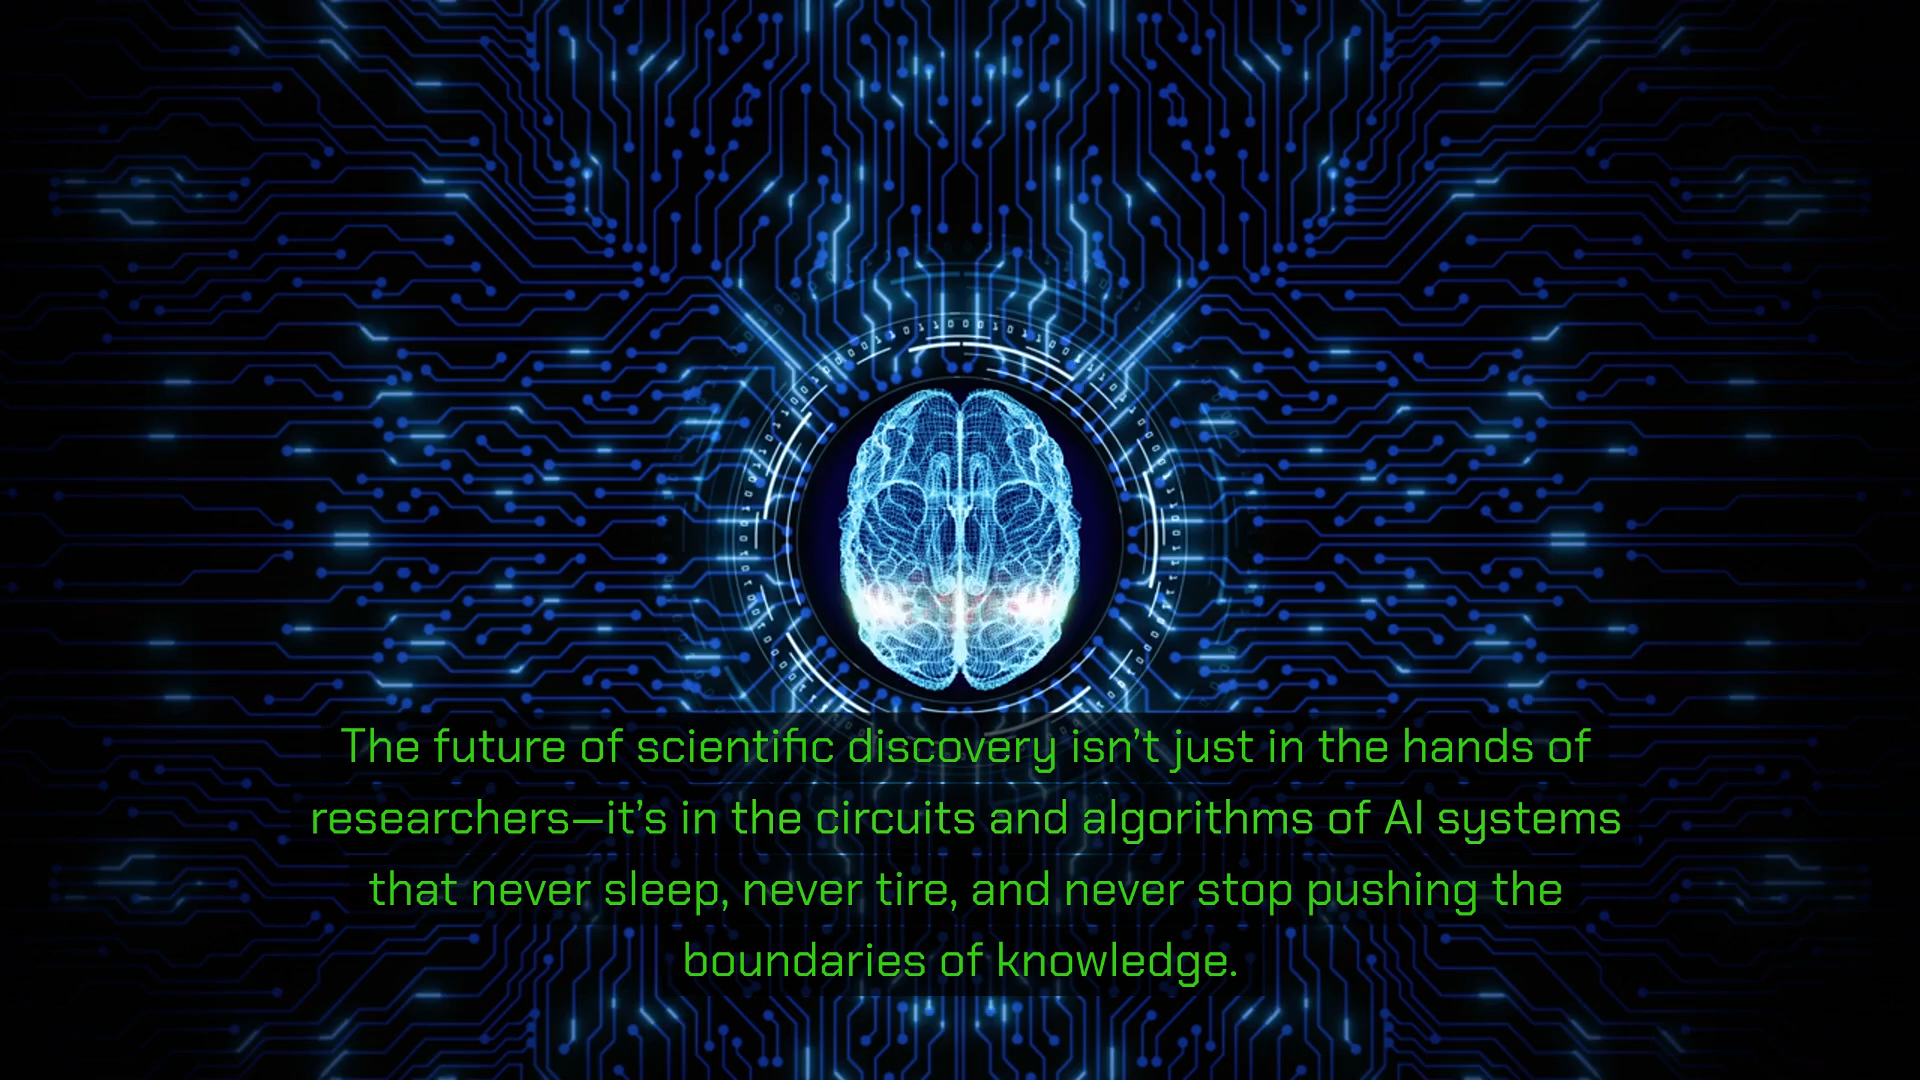 The future of scientific discovery isn’t just in the hands of
researchers—it’s in the circuits and algorithms of AI systems
that never sleep, never tire, and never stop pushing the
boundaries of knowledge.